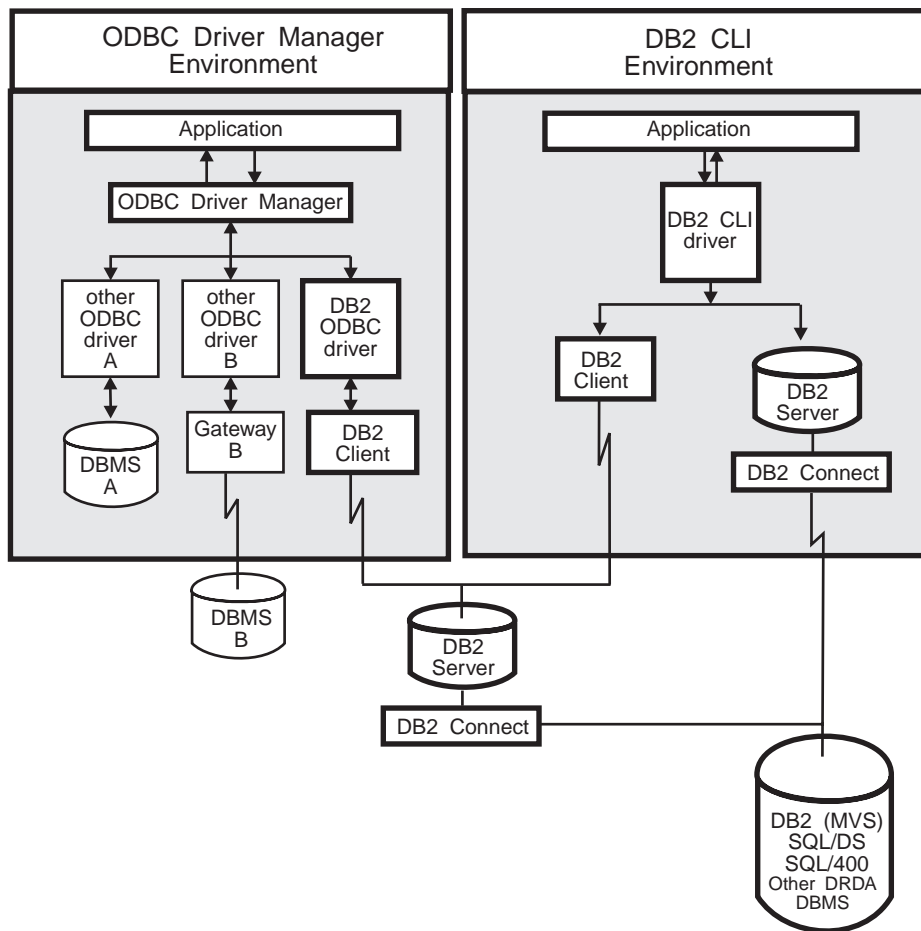 ODBC Driver Manager
Environment
Application
ODBC Driver Manager
other
ODBC
driver
A
other
ODBC
driver
B
DB2
ODBC
driver
DBMS
A
Gateway
B
DB2
Client
DBMS
B
DB2 CLI
Environment
Application
DB2 CLI
driver
DB2
Client
DB2
Server
DB2 Connect
DB2
Server
DB2 Connect
DB2 (MVS)
SQL/DS
SQL/400
Other DRDA
DBMS